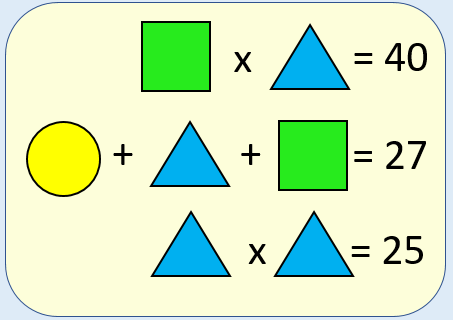 x = 40
+ + = 27
x = 25